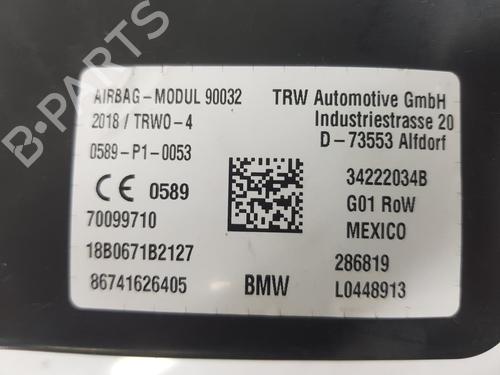 B-PARTS
AIRBAG-MODUL 90032
2018 / TRWO-4
0589-P1-0053
CE 0589
70099710
18B0671B2127
86741626405
TRW Automotive GmbH
Industriestrasse 20
D-73553 Alfdorf
34222034B
G01 RoW
MEXICO
286819
BMW
L0448913